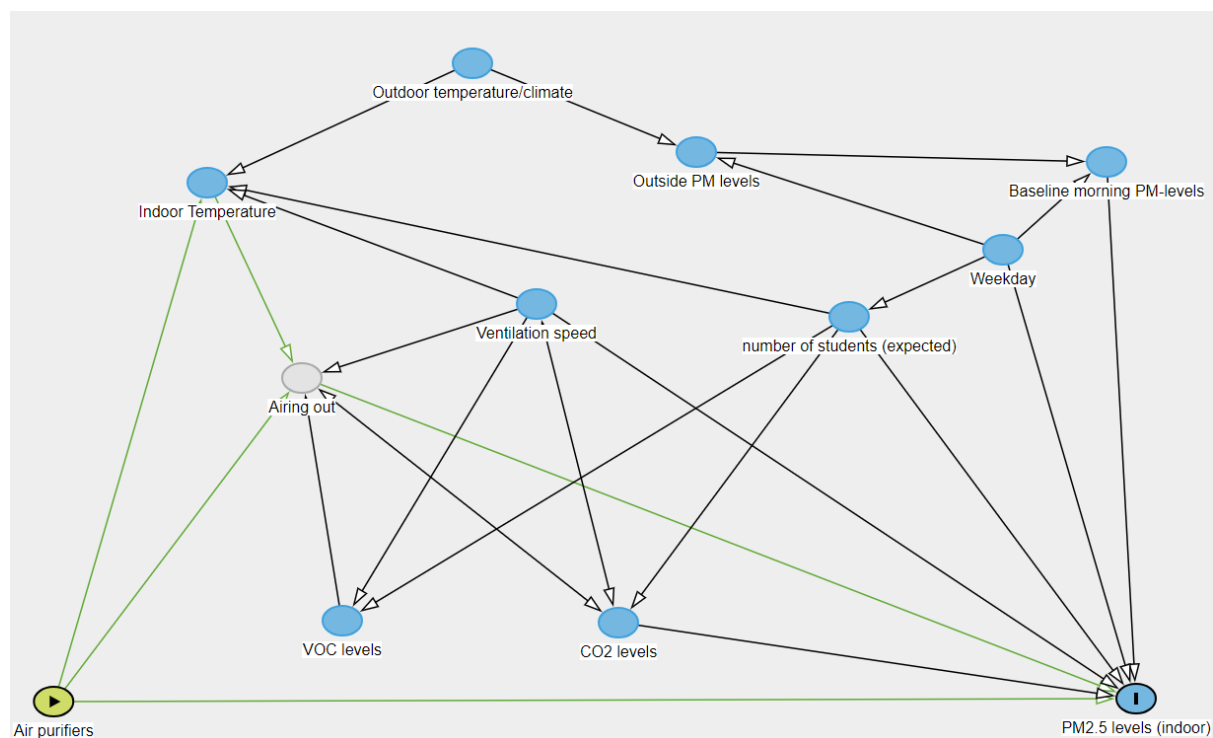 Outdoor temperature/climate
Outside PM levels
Baseline morning PM-levels
Indoor Temperature
Weekday
Ventilation speed
number of students (expected)
Airing out
VOC levels
CO2 levels
Air purifiers
PM2.5 levels (indoor)